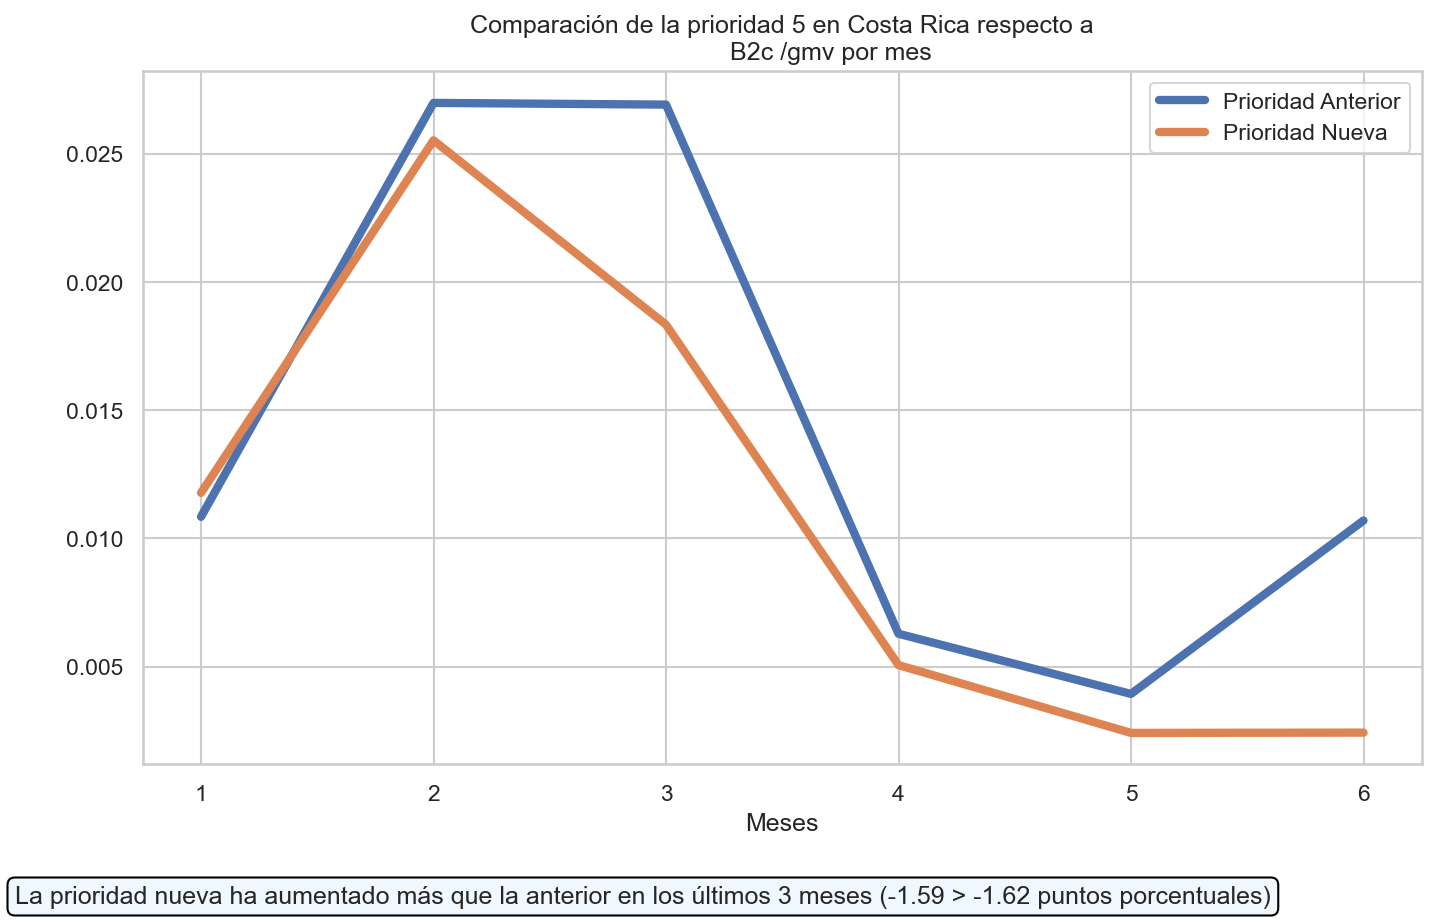 Comparación de la prioridad 5 en Costa Rica respecto a
B2c /gmv por mes
Prioridad Anterior
Prioridad Nueva
0.025
0.020
0.015
0.010
0.005
1 2 3 4 5 6
Meses
La prioridad nueva ha aumentado más que la anterior en los últimos 3 meses (-1.59 > -1.62 puntos porcentuales)